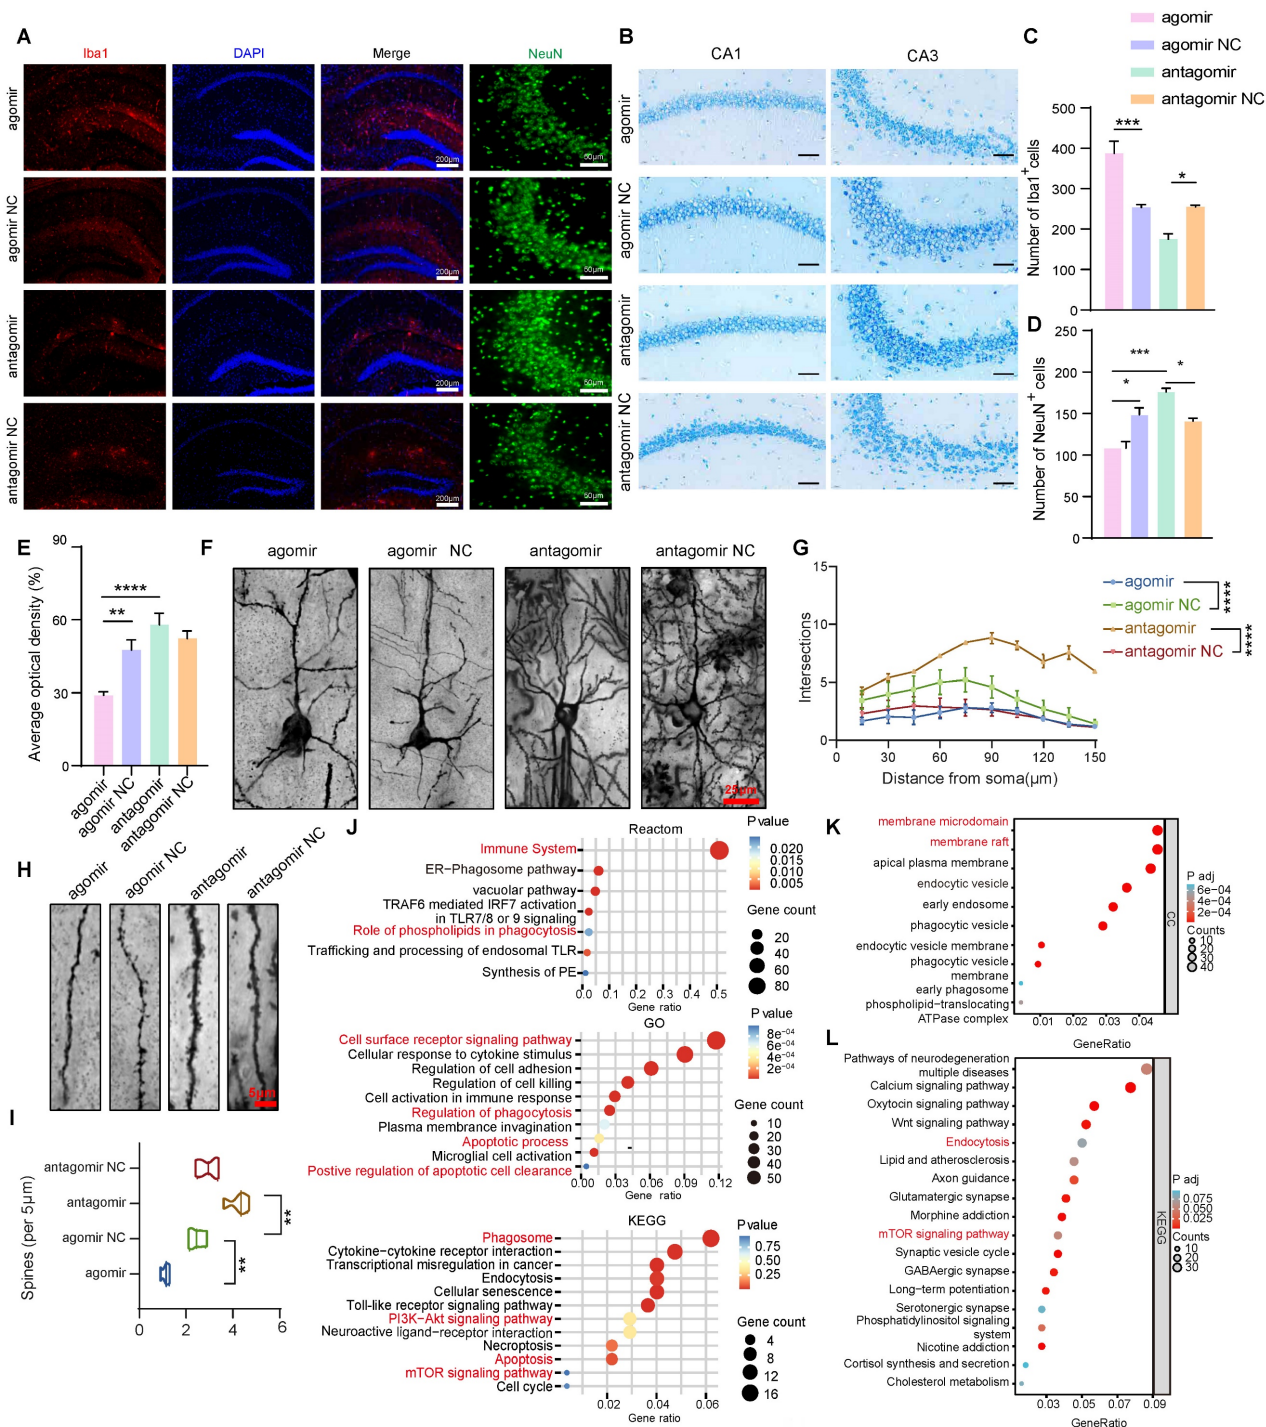 agomir
agomir NC
antagomir
antagomir NC
A
Iba1
DAPI
Merge
NeuN
agomir
200μm
50μm
agomir NC
200μm
50μm
antagomir
200μm
50μm
antagomir NC
200μm
50μm
B
CA1
CA3
agomir
agomir NC
antagomir
antagomir NC
C
Number of Iba1+cells
500
400
300
200
100
0
***
*
D
Number of NeuN+ cells
250
200
150
100
50
0
***
*
*
E
Average optical density (%)
90
60
30
0
****
**
agomir
agomir NC
antagomir
antagomir NC
F
agomir
agomir NC
antagomir
antagomir NC
25μm
G
Intersections
15
10
5
0
0 30 60 90 120 150
Distance from soma(μm)
agomir
agomir NC
antagomir
antagomir NC
****
****
H
agomir
agomir NC
antagomir
antagomir NC
5μm
I
Spines (per 5μm)
antagomir NC
antagomir
agomir NC
agomir
**
**
0 2 4 6
J
Reactom
Immune System
ER−Phagosome pathway
vacuolar pathway
TRAF6 mediated IRF7 activation
in TLR7/8 or 9 signaling
Role of phospholipids in phagocytosis
Trafficking and processing of endosomal TLR
Synthesis of PE
0.0 0.1 0.2 0.3 0.4 0.5
Gene ratio
P value
0.020
0.015
0.010
0.005
Gene count
20
40
60
80
GO
Cell surface receptor signaling pathway
Cellular response to cytokine stimulus
Regulation of cell adhesion
Regulation of cell killing
Cell activation in immune response
Regulation of phagocytosis
Plasma membrance invagination
Apoptotic process
Microglial cell activation
Postive regulation of apoptotic cell clearance
0.00 0.03 0.06 0.09 0.12
Gene ratio
P value
8e−04
6e−04
4e−04
2e−04
Gene count
10
20
30
40
50
KEGG
Phagosome
Cytokine−cytokine receptor interaction
Transcriptional misregulation in cancer
Endocytosis
Cellular senescence
Toll−like receptor signaling pathway
PI3K−Akt signaling pathway
Neuroactive ligand−receptor interaction
Necroptosis
Apoptosis
mTOR signaling pathway
Cell cycle
0.02 0.04 0.06
Gene ratio
P value
0.75
0.50
0.25
Gene count
4
8
12
16
K
membrane microdomain
membrane raft
apical plasma membrane
endocytic vesicle
early endosome
phagocytic vesicle
endocytic vesicle membrane
phagocytic vesicle
membrane
early phagosome
phospholipid−translocating
ATPase complex
0.01 0.02 0.03 0.04
GeneRatio
CC
P adj
6e−04
4e−04
2e−04
Counts
10
20
30
40
L
Pathways of neurodegeneration
multiple diseases
Calcium signaling pathway
Oxytocin signaling pathway
Wnt signaling pathway
Endocytosis
Lipid and atherosclerosis
Axon guidance
Glutamatergic synapse
Morphine addiction
mTOR signaling pathway
Synaptic vesicle cycle
GABAergic synapse
Long−term potentiation
Serotonergic synapse
Phosphatidylinositol signaling
system
Nicotine addiction
Cortisol synthesis and secretion
Cholesterol metabolism
0.03 0.05 0.07 0.09
GeneRatio
KEGG
P adj
0.075
0.050
0.025
Counts
10
20
30